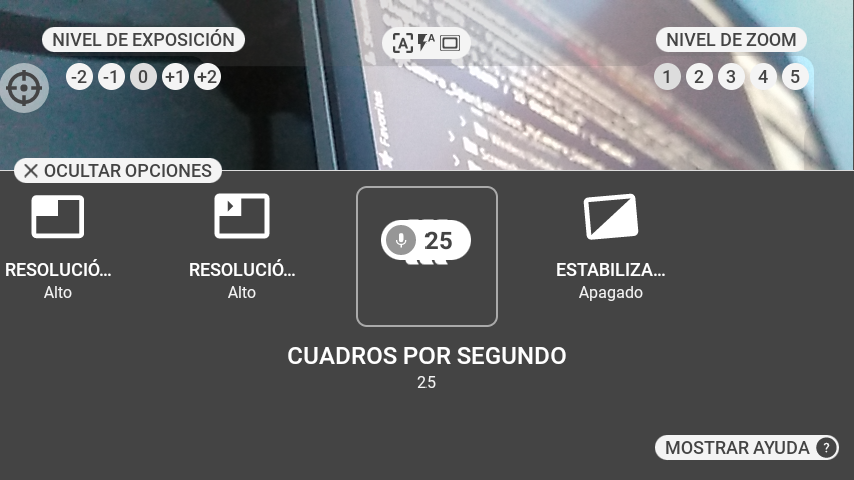 NIVEL DE EXPOSICIÓN
A
A
NIVEL DE ZOOM
-2 -1 0 +1 +2
1 2 3 4 5
Favorites
OCULTAR OPCIONES
25
RESOLUCIÓ...
Alto
RESOLUCIÓ...
Alto
ESTABILIZA...
Apagado
CUADROS POR SEGUNDO
25
MOSTRAR AYUDA ?